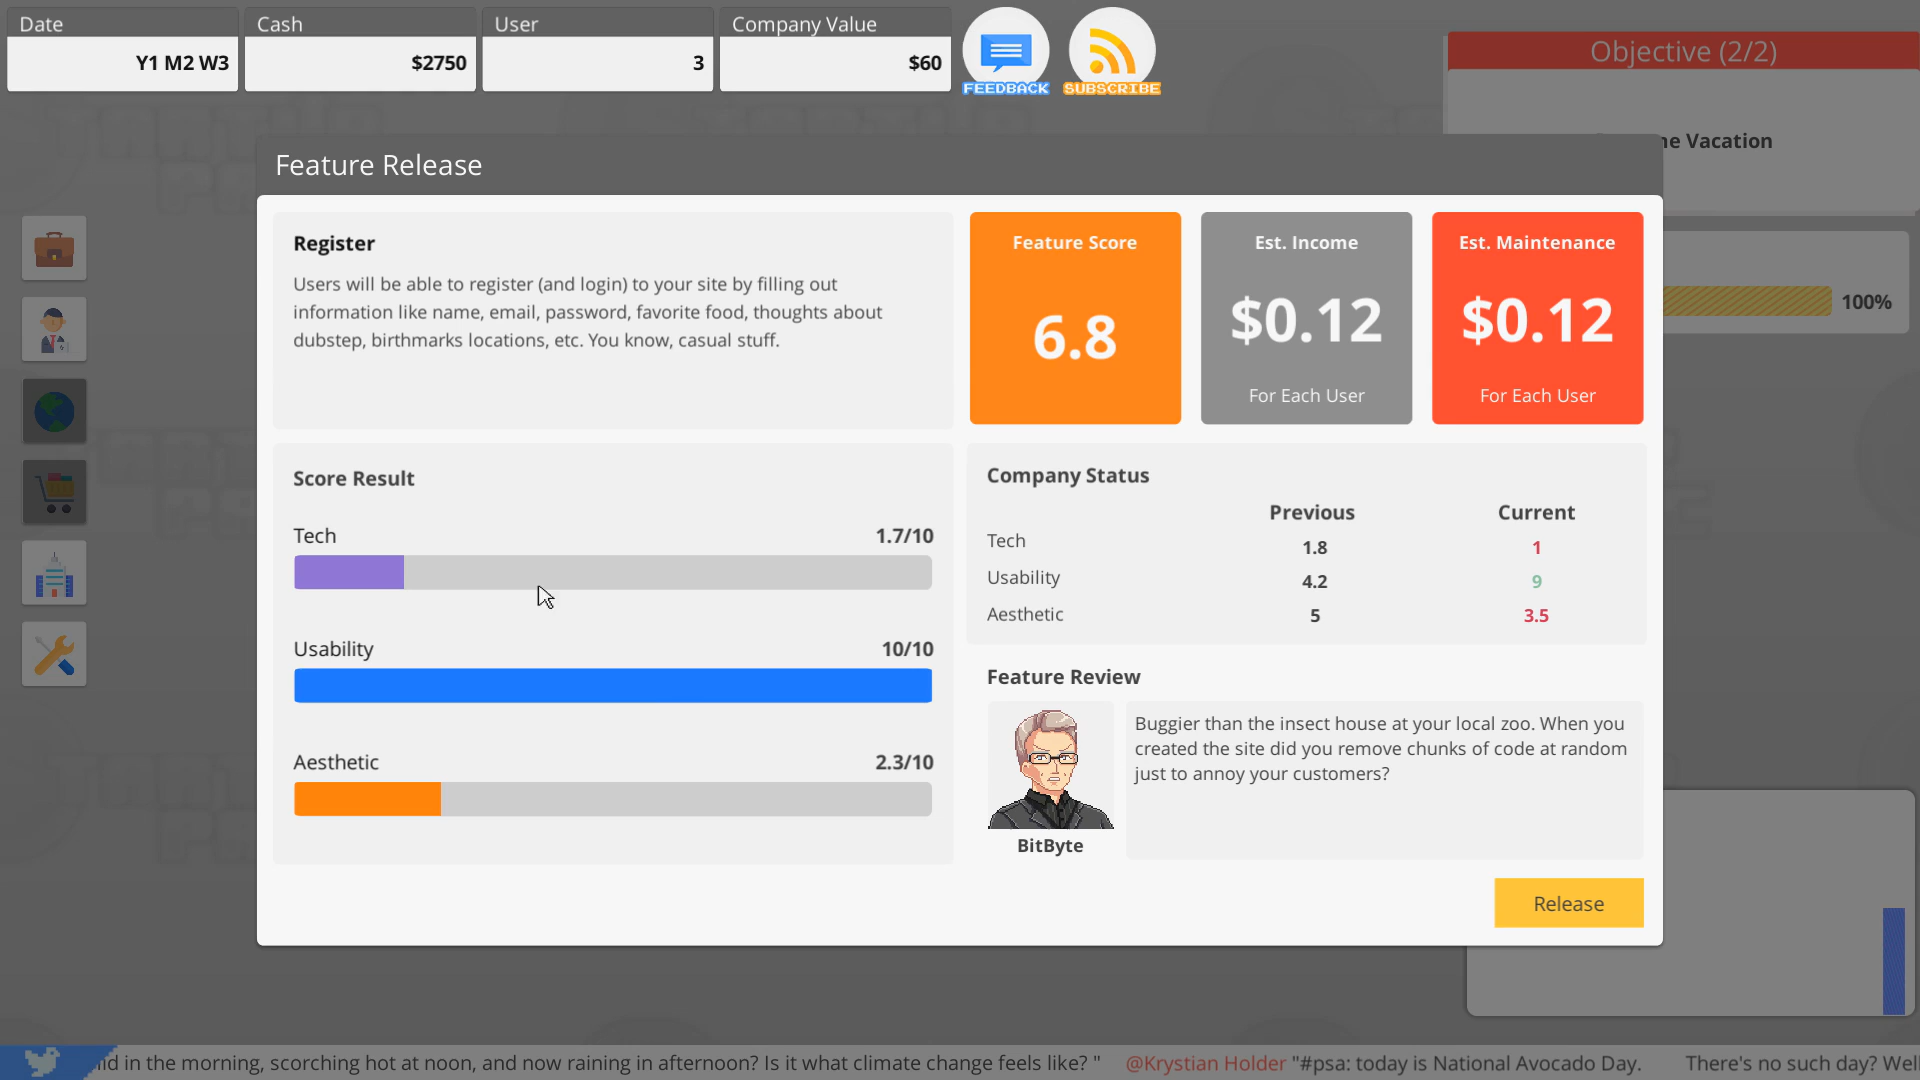 Date
Y1 M2 W3
Cash
$2750
User
3
Company Value
$60
FEEDBACK
SUBSCRIBE
Objective (2/2)
Vacation
100%
Feature Release
Register
Users will be able to register (and login) to your site by filling out
information like name, email, password, favorite food, thoughts about
dubstep, birthmarks locations, etc. You know, casual stuff.
Feature Score
6.8
Est. Income
$0.12
For Each User
Est. Maintenance
$0.12
For Each User
Score Result
Tech
1.7/10
Usability
10/10
Aesthetic
2.3/10
Company Status
Previous
Current
Tech
1.8
1
Usability
4.2
9
Aesthetic
5
3.5
Feature Review
BitByte
Buggier than the insect house at your local zoo. When you
created the site did you remove chunks of code at random
just to annoy your customers?
Release
in the morning, scorching hot at noon, and now raining in afternoon? Is it what climate change feels like? " @Krystian Holder "#psa: today is National Avocado Day. There's no such day? Well